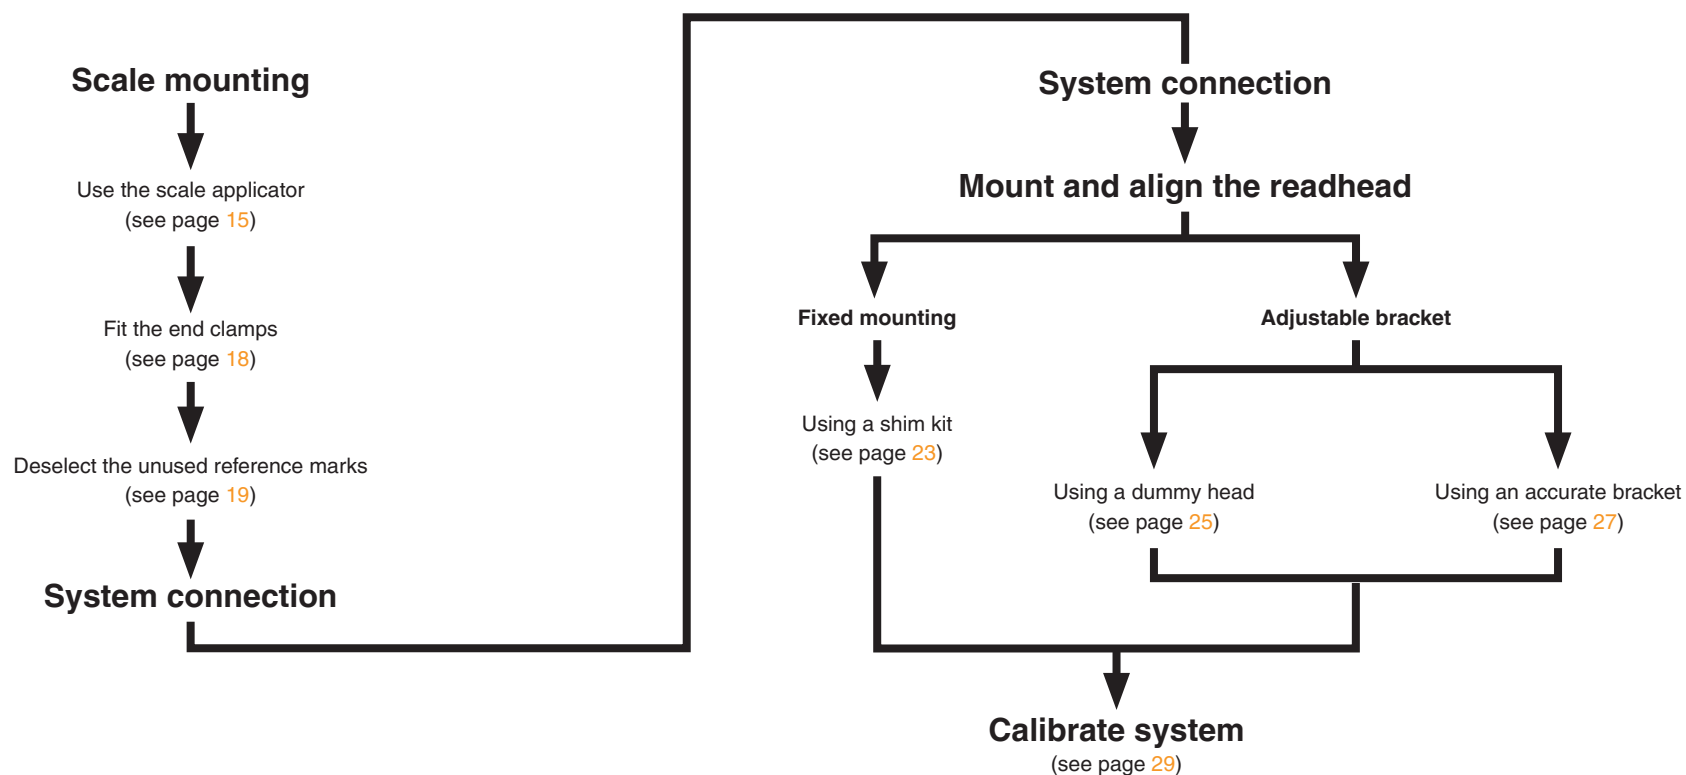 Scale mounting
Use the scale applicator
(see page 15)
Fit the end clamps
(see page 18)
Deselect the unused reference marks
(see page 19)
System connection
System connection
Mount and align the readhead
Fixed mounting
Using a shim kit
(see page 23)
Adjustable bracket
Using a dummy head
(see page 25)
Using an accurate bracket
(see page 27)
Calibrate system
(see page 29)